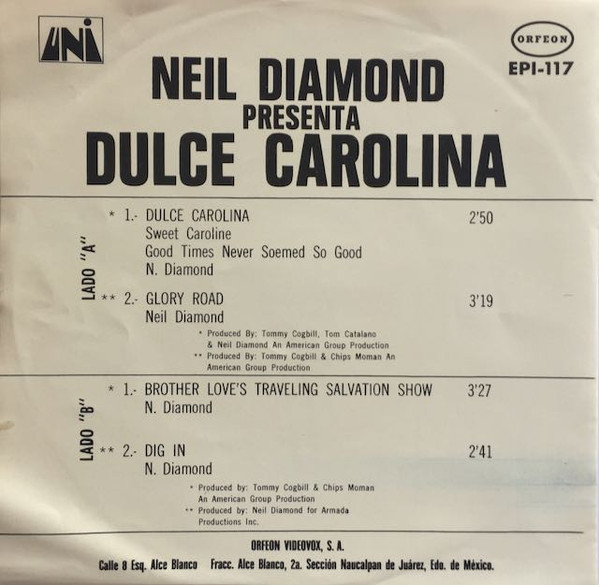 UNI
ORFEON
EPI-117
NEIL DIAMOND
PRESENTA
DULCE CAROLINA
LADO "A"
* 1.- DULCE CAROLINA 2'50
Sweet Caroline
Good Times Never Soemed So Good
N. Diamond
** 2.- GLORY ROAD 3'19
Neil Diamond
* Produced By: Tommy Cogbill, Tom Catalano
& Neil Diamond An American Group Production
** Produced By: Tommy Cogbill & Chips Moman An
American Group Production
LADO "B"
* 1.- BROTHER LOVE'S TRAVELING SALVATION SHOW 3'27
N. Diamond
** 2.- DIG IN 2'41
N. Diamond
* Produced by: Tommy Cogbill & Chips Moman
An American Group Production
** Produced by: Neil Diamond for Armada
Productions Inc.
ORFEON VIDEOVOX, S. A.
Calle 8 Esq. Alce Blanco Fracc. Alce Blanco, 2a. Sección Naucalpan de Juárez, Edo. de México.